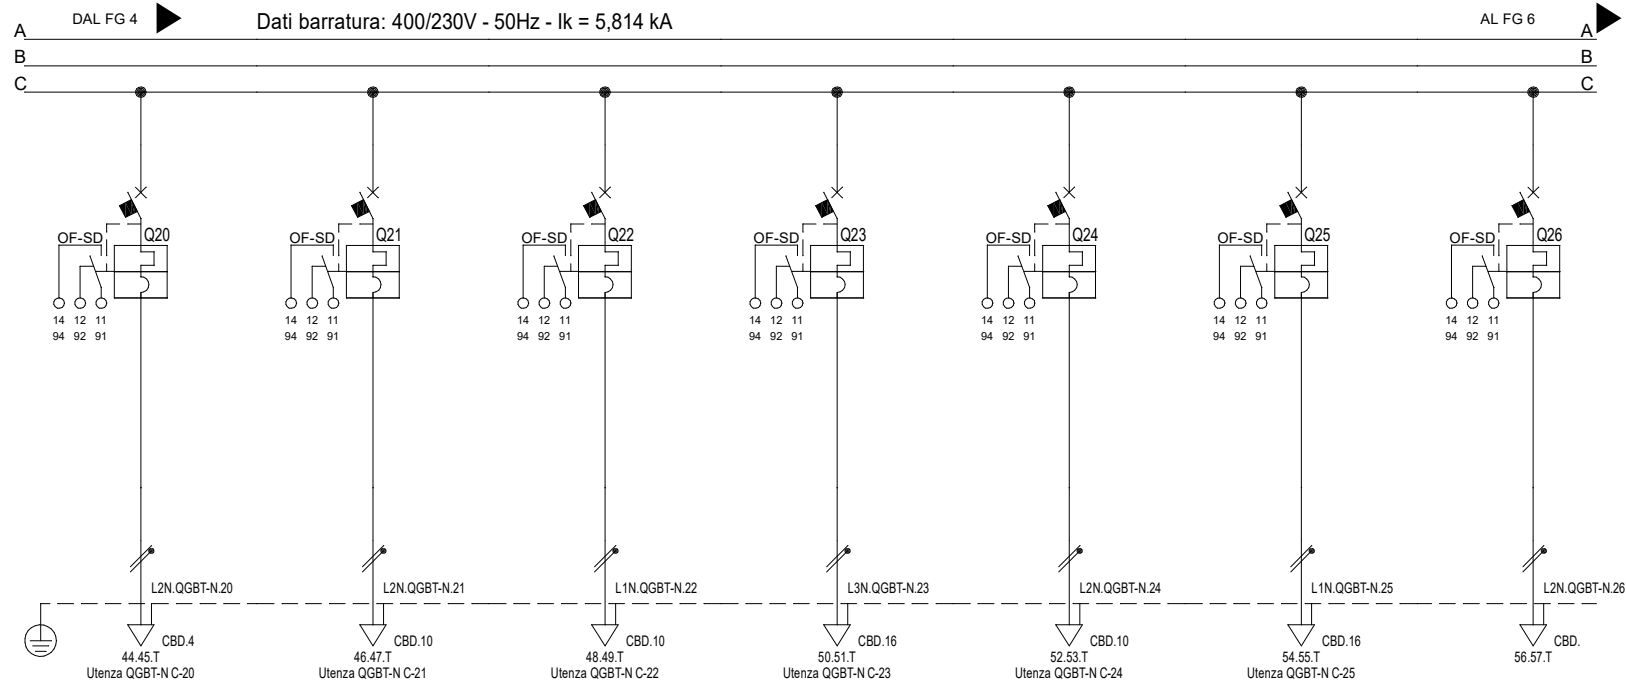 DAL FG 4
Dati barratura: 400/230V - 50Hz - Ik = 5,814 kA
AL FG 6
A A
B B
C C
OF-SD Q20 OF-SD Q21 OF-SD Q22 OF-SD Q23 OF-SD Q24 OF-SD Q25 OF-SD Q26
14 12 11 14 12 11 14 12 11 14 12 11 14 12 11 14 12 11 14 12 11
94 92 91 94 92 91 94 92 91 94 92 91 94 92 91 94 92 91 94 92 91
L2N.QGBT-N.20 L2N.QGBT-N.21 L1N.QGBT-N.22 L3N.QGBT-N.23 L2N.QGBT-N.24 L1N.QGBT-N.25 L2N.QGBT-N.26
CBD.4 CBD.10 CBD.10 CBD.16 CBD.10 CBD.16 CBD.
44.45.T 46.47.T 48.49.T 50.51.T 52.53.T 54.55.T 56.57.T
Utenza QGBT-N C-20 Utenza QGBT-N C-21 Utenza QGBT-N C-22 Utenza QGBT-N C-23 Utenza QGBT-N C-24 Utenza QGBT-N C-25